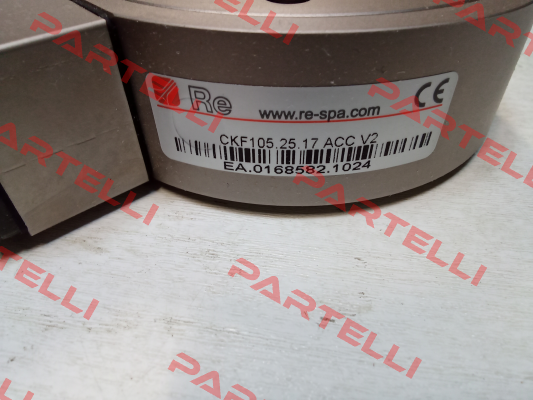 Re
www.re-spa.com
CE
CKF105.25.17 ACC V2
EA.0168582.1024
PARTELLI
PARTELLI
PARTELLI
PARTELLI
PARTELLI
PARTELLI